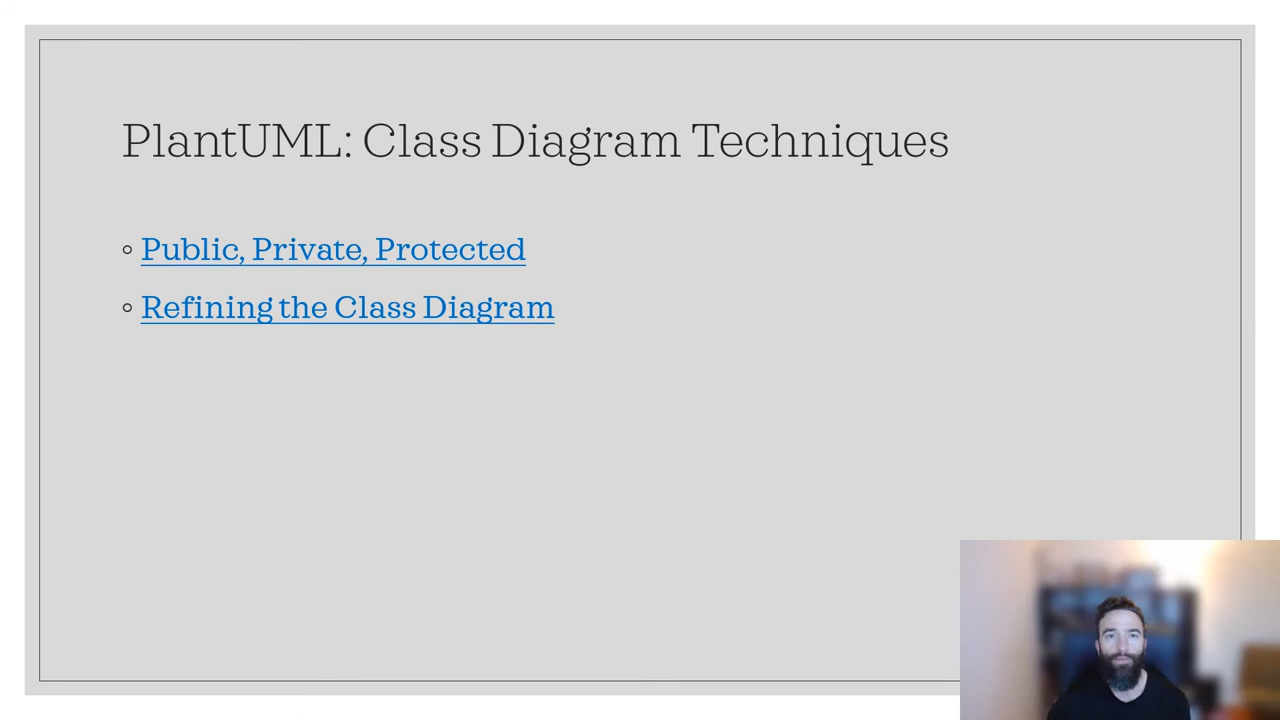 PlantUML: Class Diagram Techniques
Public, Private, Protected
Refining the Class Diagram